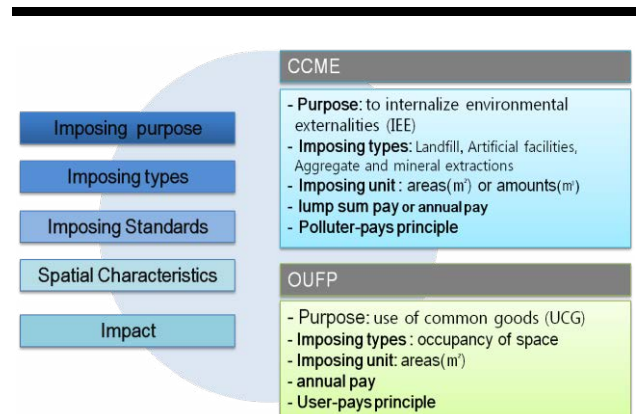 Imposing purpose
Imposing types
Imposing Standards
Spatial Characteristics
Impact
CCME
- Purpose: to internalize environmental
externalities (IEE)
- Imposing types: Landfill, Artificial facilities,
Aggregate and mineral extractions
- Imposing unit : areas(㎡) or amounts(㎥)
- lump sum pay or annual pay
- Polluter-pays principle
OUFP
- Purpose: use of common goods (UCG)
- Imposing types : occupancy of space
- Imposing unit: areas(㎡)
- annual pay
- User-pays principle